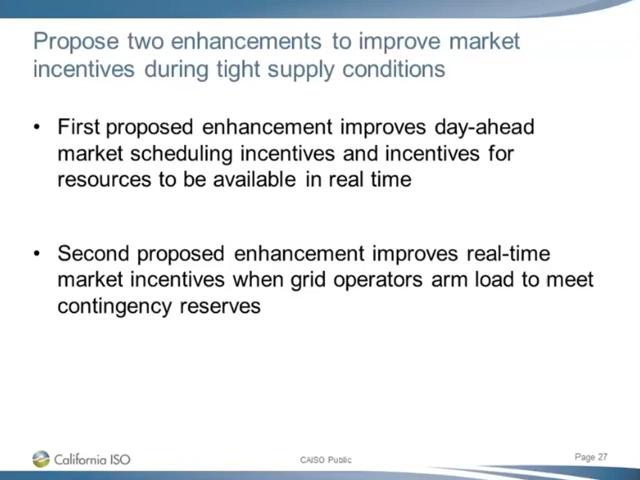 Propose two enhancements to improve market
incentives during tight supply conditions
• First proposed enhancement improves day-ahead
market scheduling incentives and incentives for
resources to be available in real time
• Second proposed enhancement improves real-time
market incentives when grid operators arm load to meet
contingency reserves
California ISO
CAISO Public
Page 27